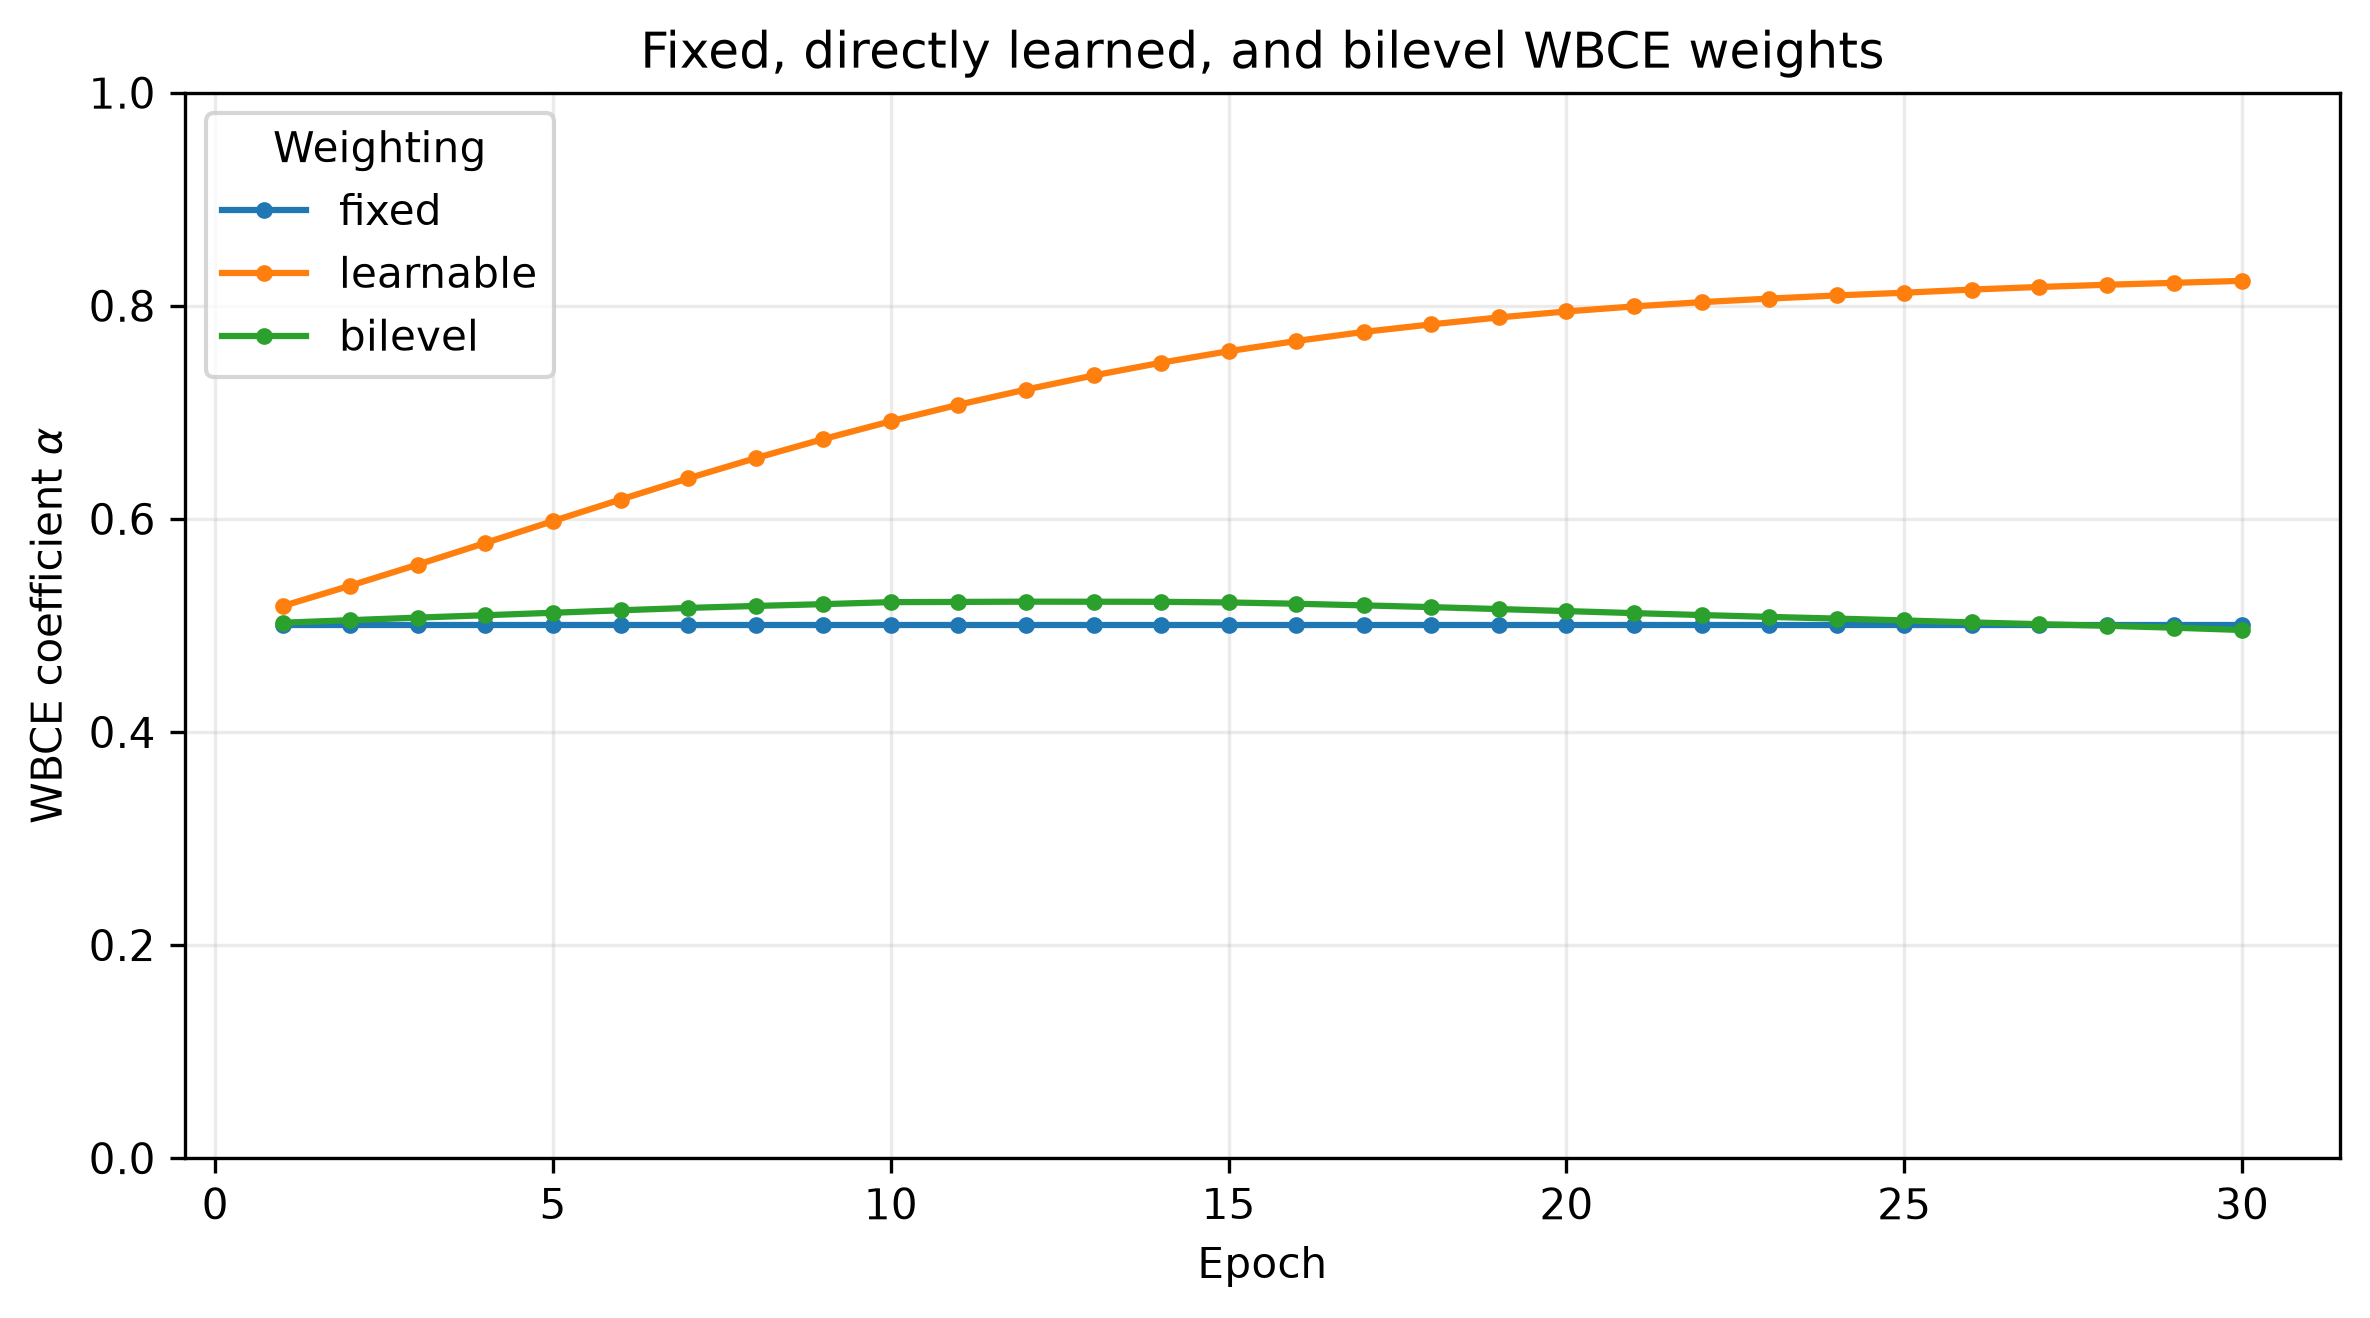 Fixed, directly learned, and bilevel WBCE weights
1.0
0.8
0.6
0.4
0.2
0.0
WBCE coefficient α
Weighting
fixed
learnable
bilevel
0 5 10 15 20 25 30
Epoch